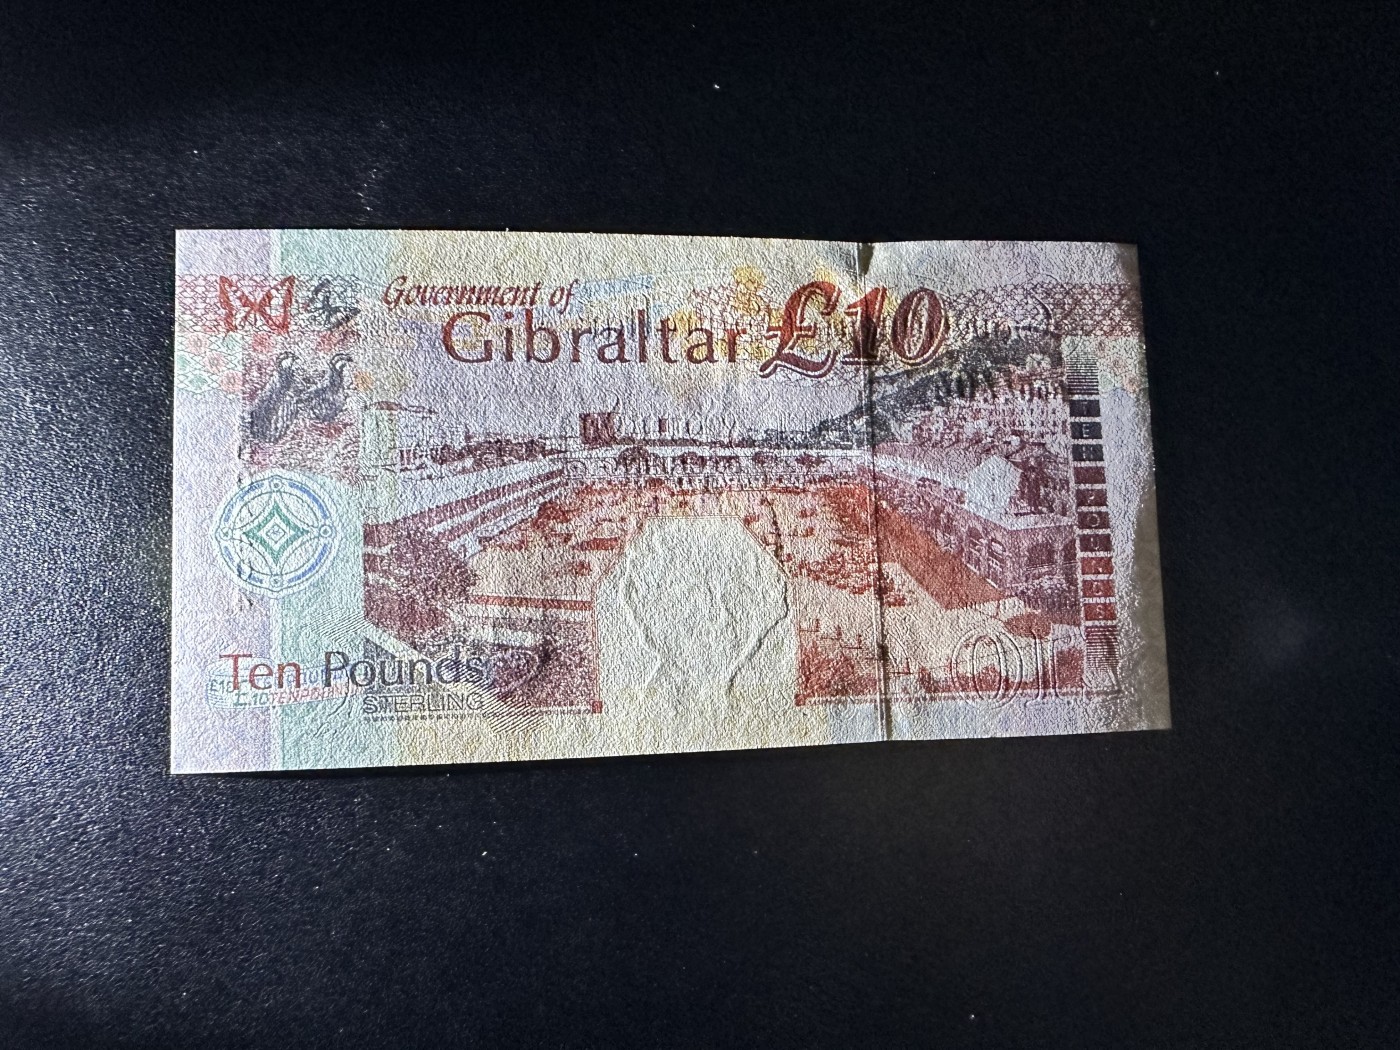 Government of
Gibraltar £10
Ten Pounds
STERLING